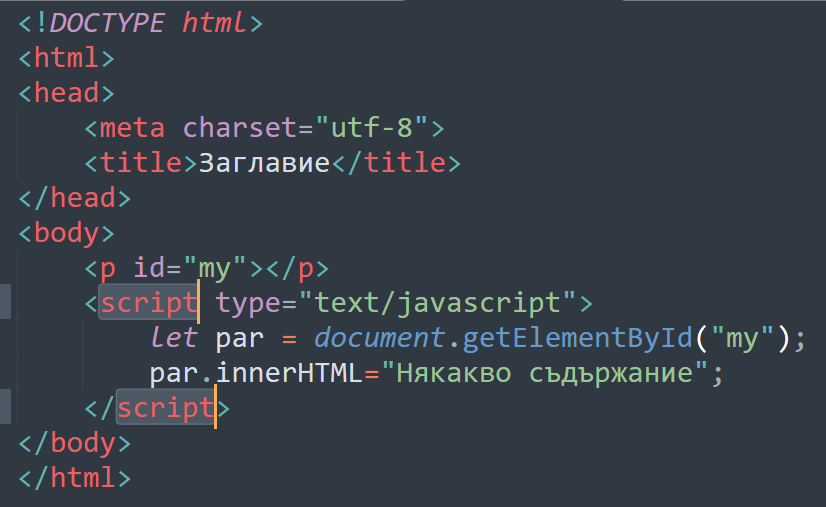 <!DOCTYPE html>
<html>
<head>
    <meta charset="utf-8">
    <title>Заглавие</title>
</head>
<body>
    <p id="my"></p>
    <script type="text/javascript">
        let par = document.getElementById("my");
        par.innerHTML="Някакво съдържание";
    </script>
</body>
</html>